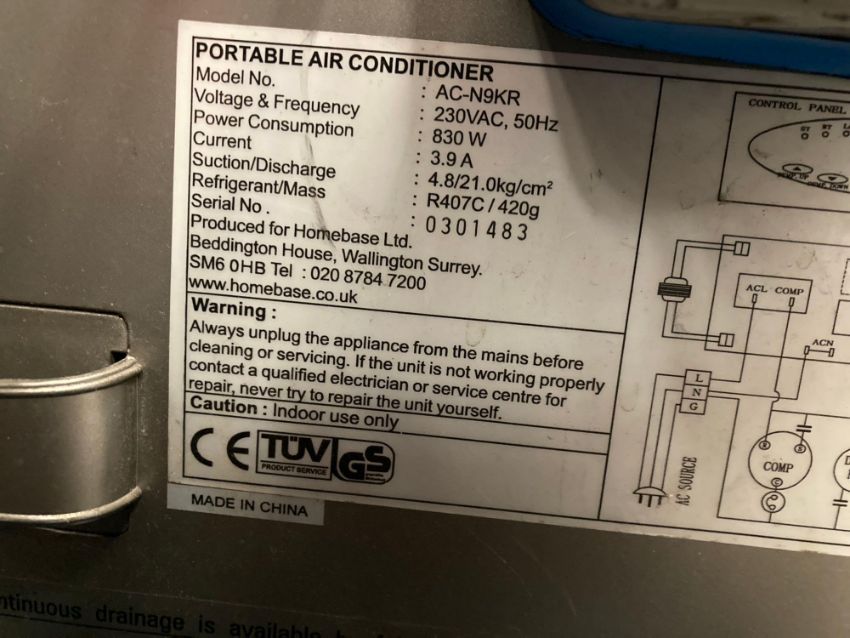 PORTABLE AIR CONDITIONER
Model No. : AC-N9KR
Voltage & Frequency : 230VAC, 50Hz
Power Consumption : 830 W
Current : 3.9 A
Suction/Discharge : 4.8/21.0kg/cm²
Refrigerant/Mass : R407C / 420g
Serial No . : 0301483
Produced for Homebase Ltd.
Beddington House, Wallington Surrey.
SM6 0HB Tel : 020 8784 7200
www.homebase.co.uk
Warning :
Always unplug the appliance from the mains before
cleaning or servicing. If the unit is not working properly
contact a qualified electrician or service centre for
repair, never try to repair the unit yourself.
Caution : Indoor use only
CE TÜV GS
PRODUCT SERVICE
MADE IN CHINA
CONTROL PANEL
TEMP. UP TEMP. DOWN
ACL COMP
ACN
L
N
G
AC SOURCE
COMP
C
ntinuous drainage is available